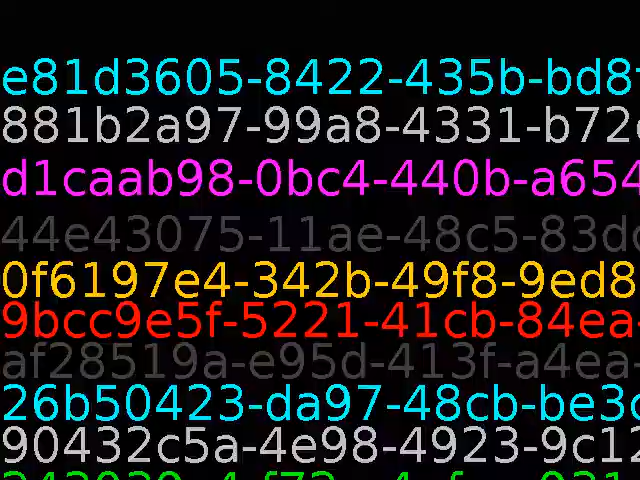 e81d3605-8422-435b-bd8
881b2a97-99a8-4331-b72
d1caab98-0bc4-440b-a654
44e43075-11ae-48c5-83d
0f6197e4-342b-49f8-9ed8
9bcc9e5f-5221-41cb-84ea-
af28519a-e95d-413f-a4ea-
26b50423-da97-48cb-be3
90432c5a-4e98-4923-9c12